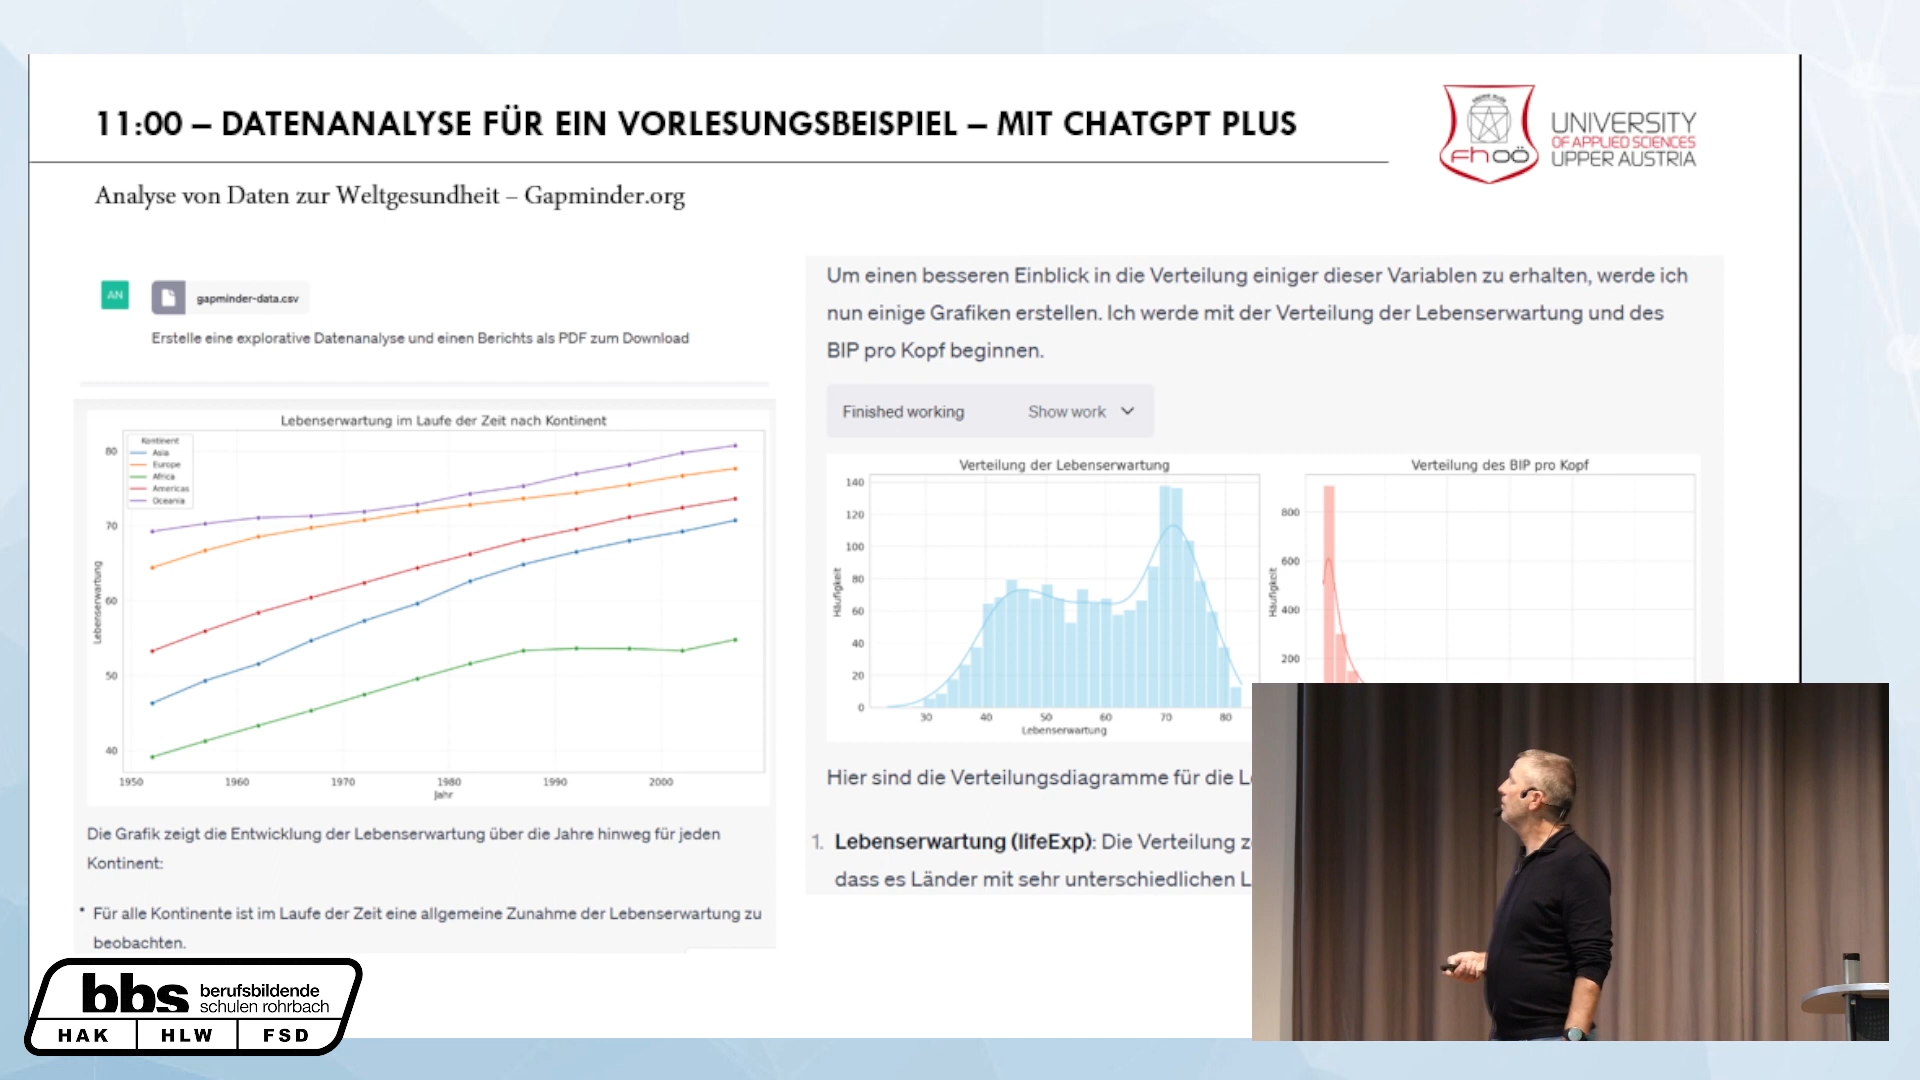 11:00 – DATENANALYSE FÜR EIN VORLESUNGSBEISPIEL – MIT CHATGPT PLUS
fhoö
UNIVERSITY
OF APPLIED SCIENCES
UPPER AUSTRIA
Analyse von Daten zur Weltgesundheit – Gapminder.org
AN
gapminder-data.csv
Erstelle eine explorative Datenanalyse und einen Berichts als PDF zum Download
Lebenserwartung im Laufe der Zeit nach Kontinent
Kontinent
Asia
Europe
Africa
Americas
Oceania
80
70
60
50
40
Lebenserwartung
1950 1960 1970 1980 1990 2000
Jahr
Die Grafik zeigt die Entwicklung der Lebenserwartung über die Jahre hinweg für jeden
Kontinent:
• Für alle Kontinente ist im Laufe der Zeit eine allgemeine Zunahme der Lebenserwartung zu
beobachten.
Um einen besseren Einblick in die Verteilung einiger dieser Variablen zu erhalten, werde ich
nun einige Grafiken erstellen. Ich werde mit der Verteilung der Lebenserwartung und des
BIP pro Kopf beginnen.
Finished working Show work
Verteilung der Lebenserwartung
140
120
100
80
60
40
20
0
Häufigkeit
30 40 50 60 70 80
Lebenserwartung
Verteilung des BIP pro Kopf
800
600
400
200
Häufigkeit
Hier sind die Verteilungsdiagramme für die L
1. Lebenserwartung (lifeExp): Die Verteilung z
dass es Länder mit sehr unterschiedlichen L
bbs berufsbildende
schulen rohrbach
HAK HLW FSD